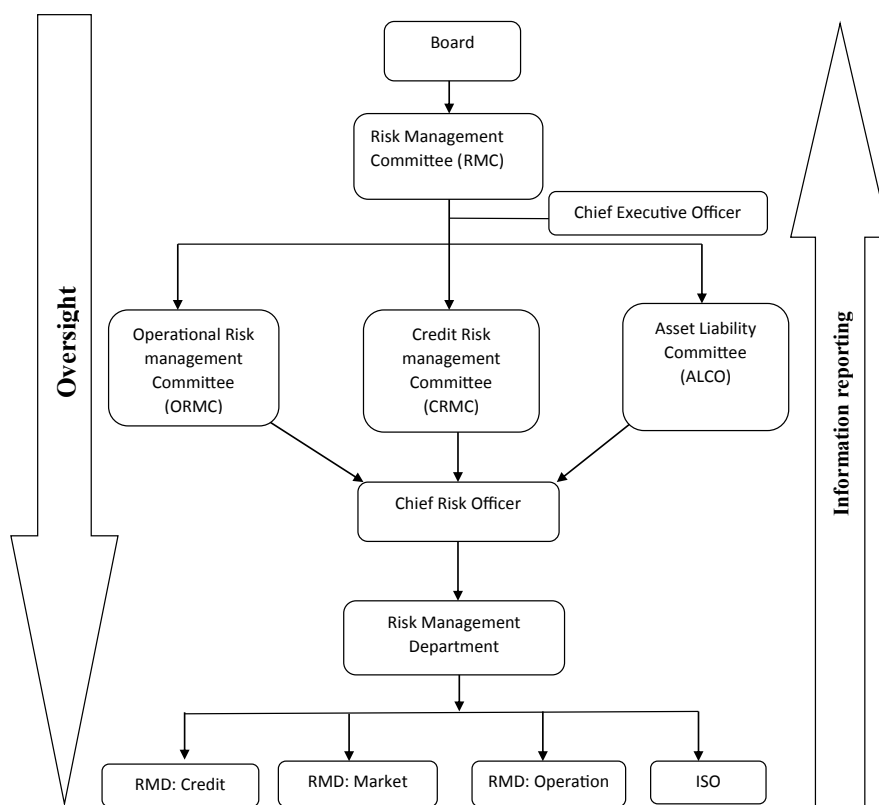 Board
Risk Management
Committee (RMC)
Chief Executive Officer
Operational Risk
management
Committee
(ORMC)
Credit Risk
management
Committee
(CRMC)
Asset Liability
Committee
(ALCO)
Chief Risk Officer
Risk Management
Department
RMD: Credit
RMD: Market
RMD: Operation
ISO
Oversight
Information reporting